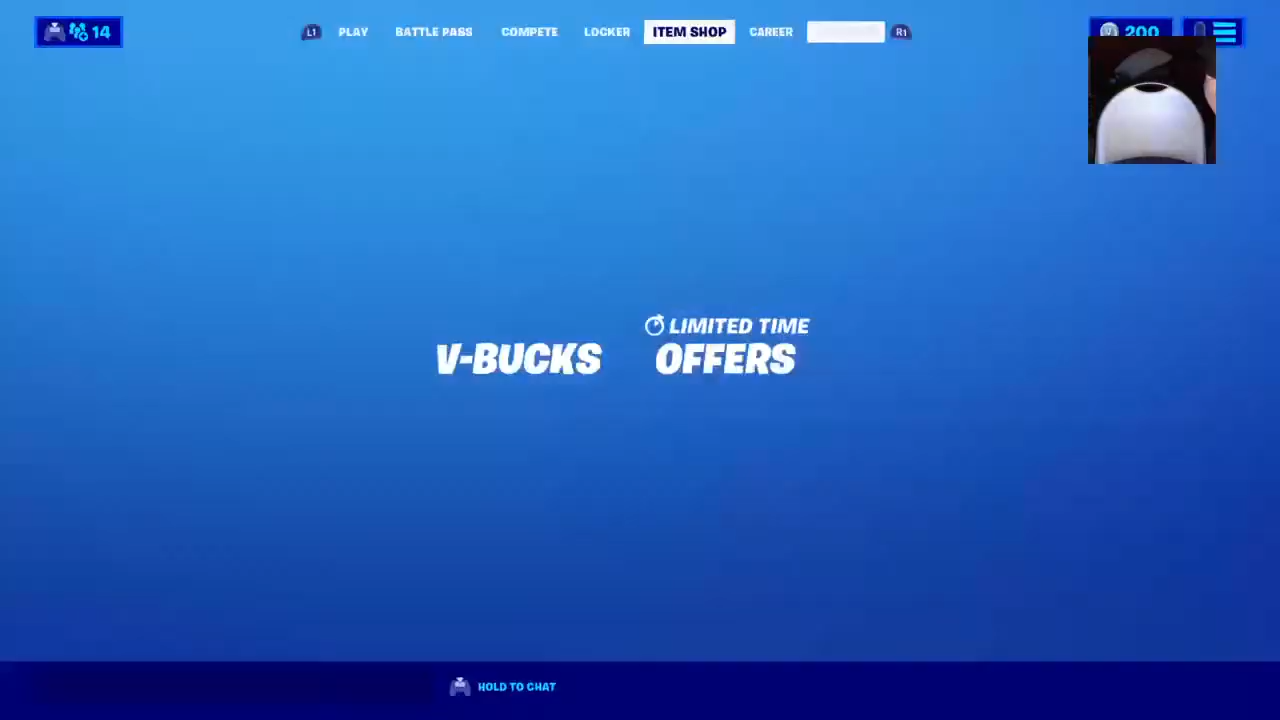 14
L1
PLAY
BATTLE PASS
COMPETE
LOCKER
ITEM SHOP
CAREER
R1
200
LIMITED TIME
V-BUCKS
OFFERS
HOLD TO CHAT